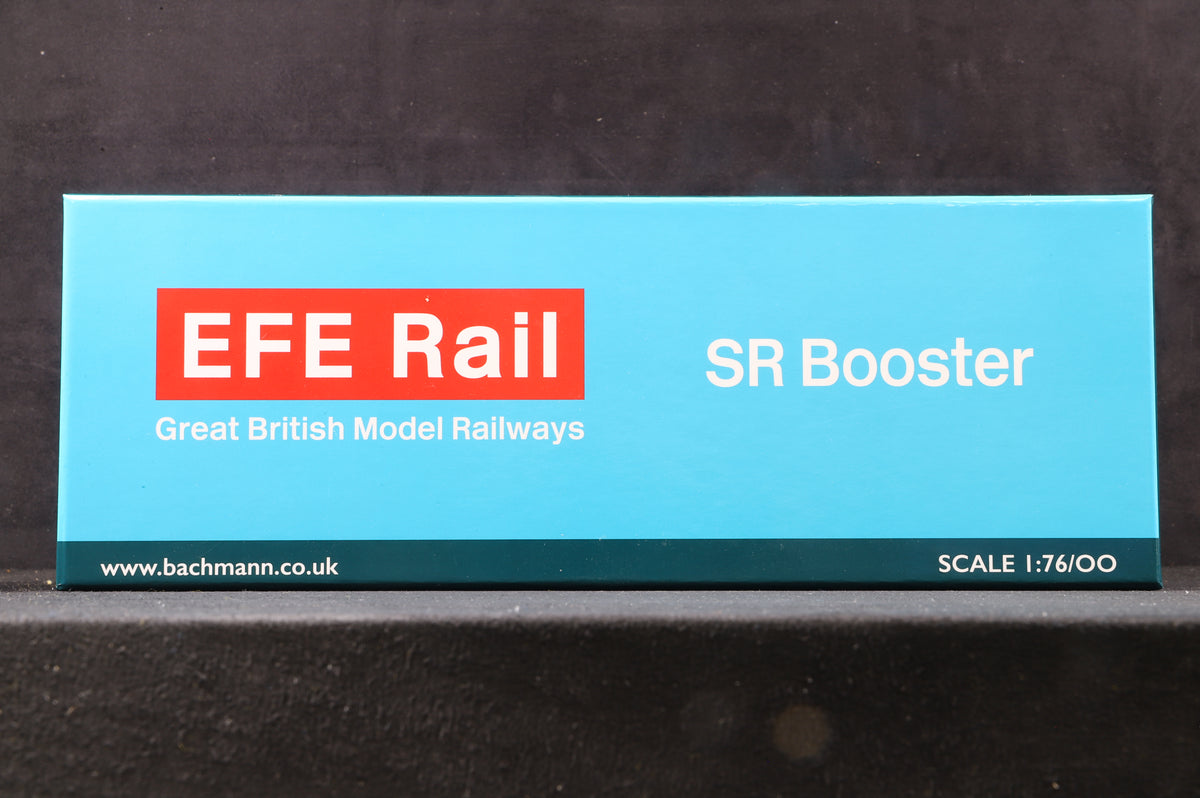 EFE Rail
Great British Model Railways
SR Booster
www.bachmann.co.uk
SCALE 1:76/OO